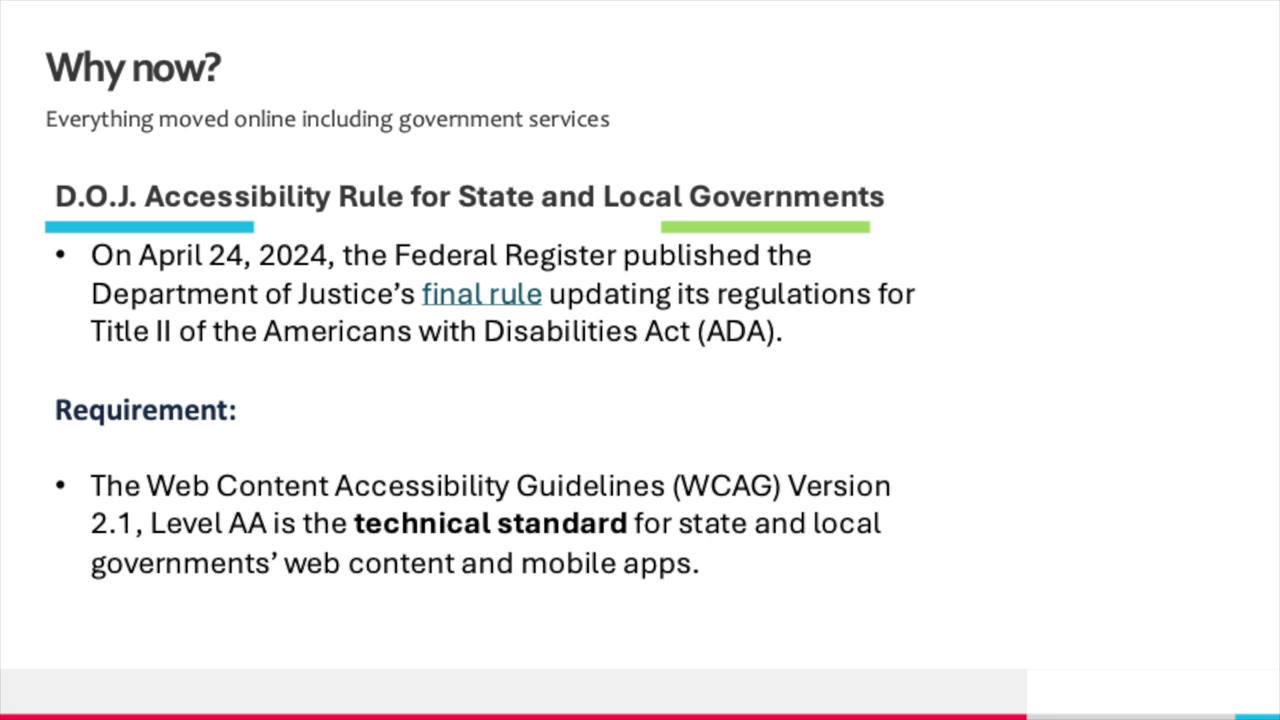 Why now?
Everything moved online including government services
D.O.J. Accessibility Rule for State and Local Governments
• On April 24, 2024, the Federal Register published the
Department of Justice’s final rule updating its regulations for
Title II of the Americans with Disabilities Act (ADA).
Requirement:
• The Web Content Accessibility Guidelines (WCAG) Version
2.1, Level AA is the technical standard for state and local
governments’ web content and mobile apps.